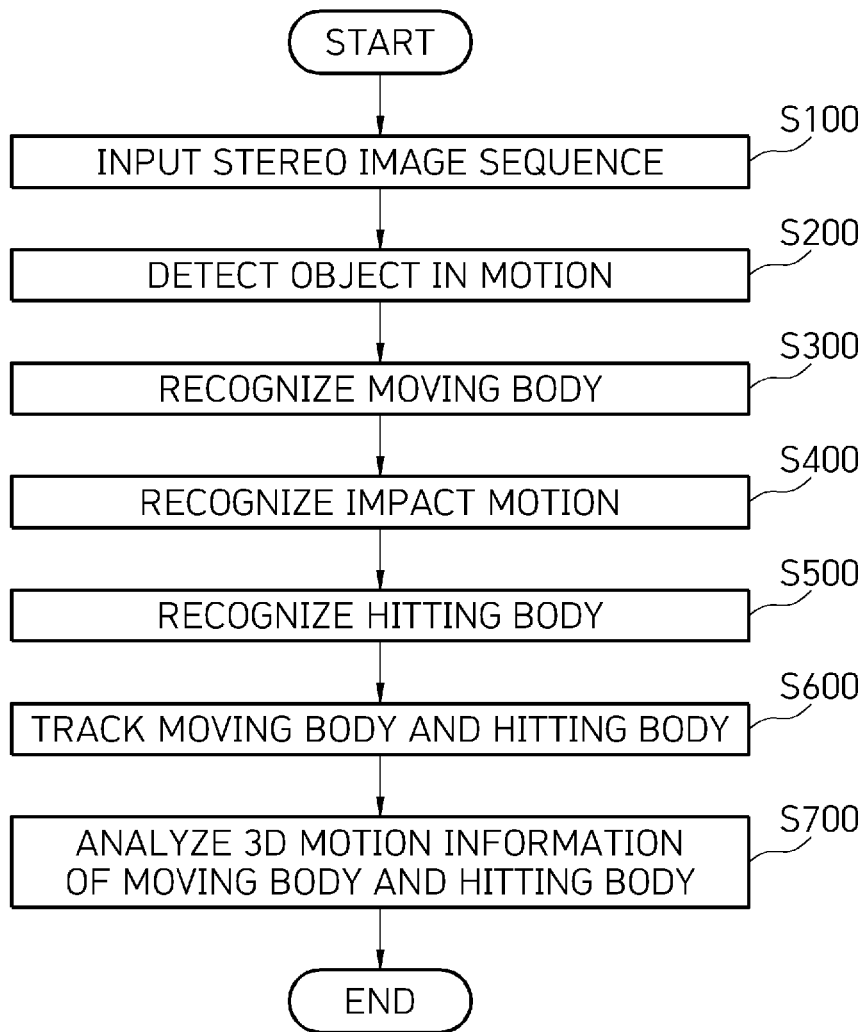 START
S100
INPUT STEREO IMAGE SEQUENCE
S200
DETECT OBJECT IN MOTION
S300
RECOGNIZE MOVING BODY
S400
RECOGNIZE IMPACT MOTION
S500
RECOGNIZE HITTING BODY
S600
TRACK MOVING BODY AND HITTING BODY
S700
ANALYZE 3D MOTION INFORMATION
OF MOVING BODY AND HITTING BODY
END